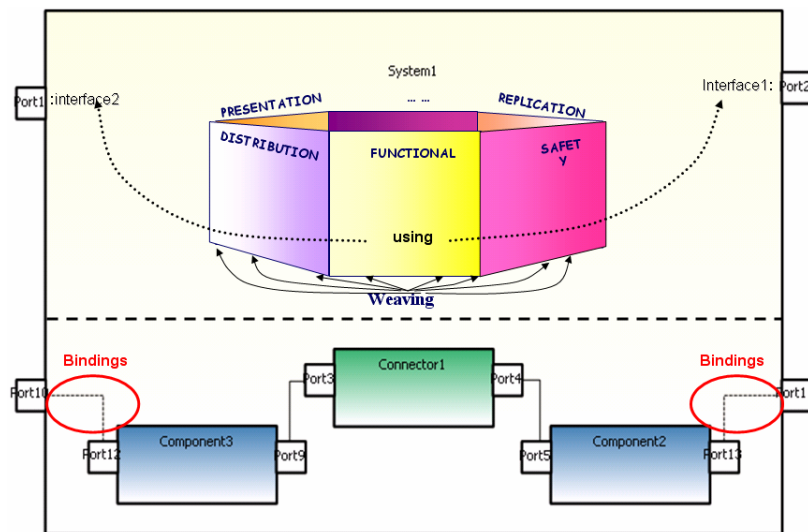 System1
Port1 :interface2
Interface1: Port2
PRESENTATION
... ...
REPLICATION
DISTRIBUTION
FUNCTIONAL
SAFET
Y
using
Weaving
Bindings
Bindings
Port10
Port3
Connector1
Port4
Port1
Component3
Component2
Port12
Port9
Port5
Port13